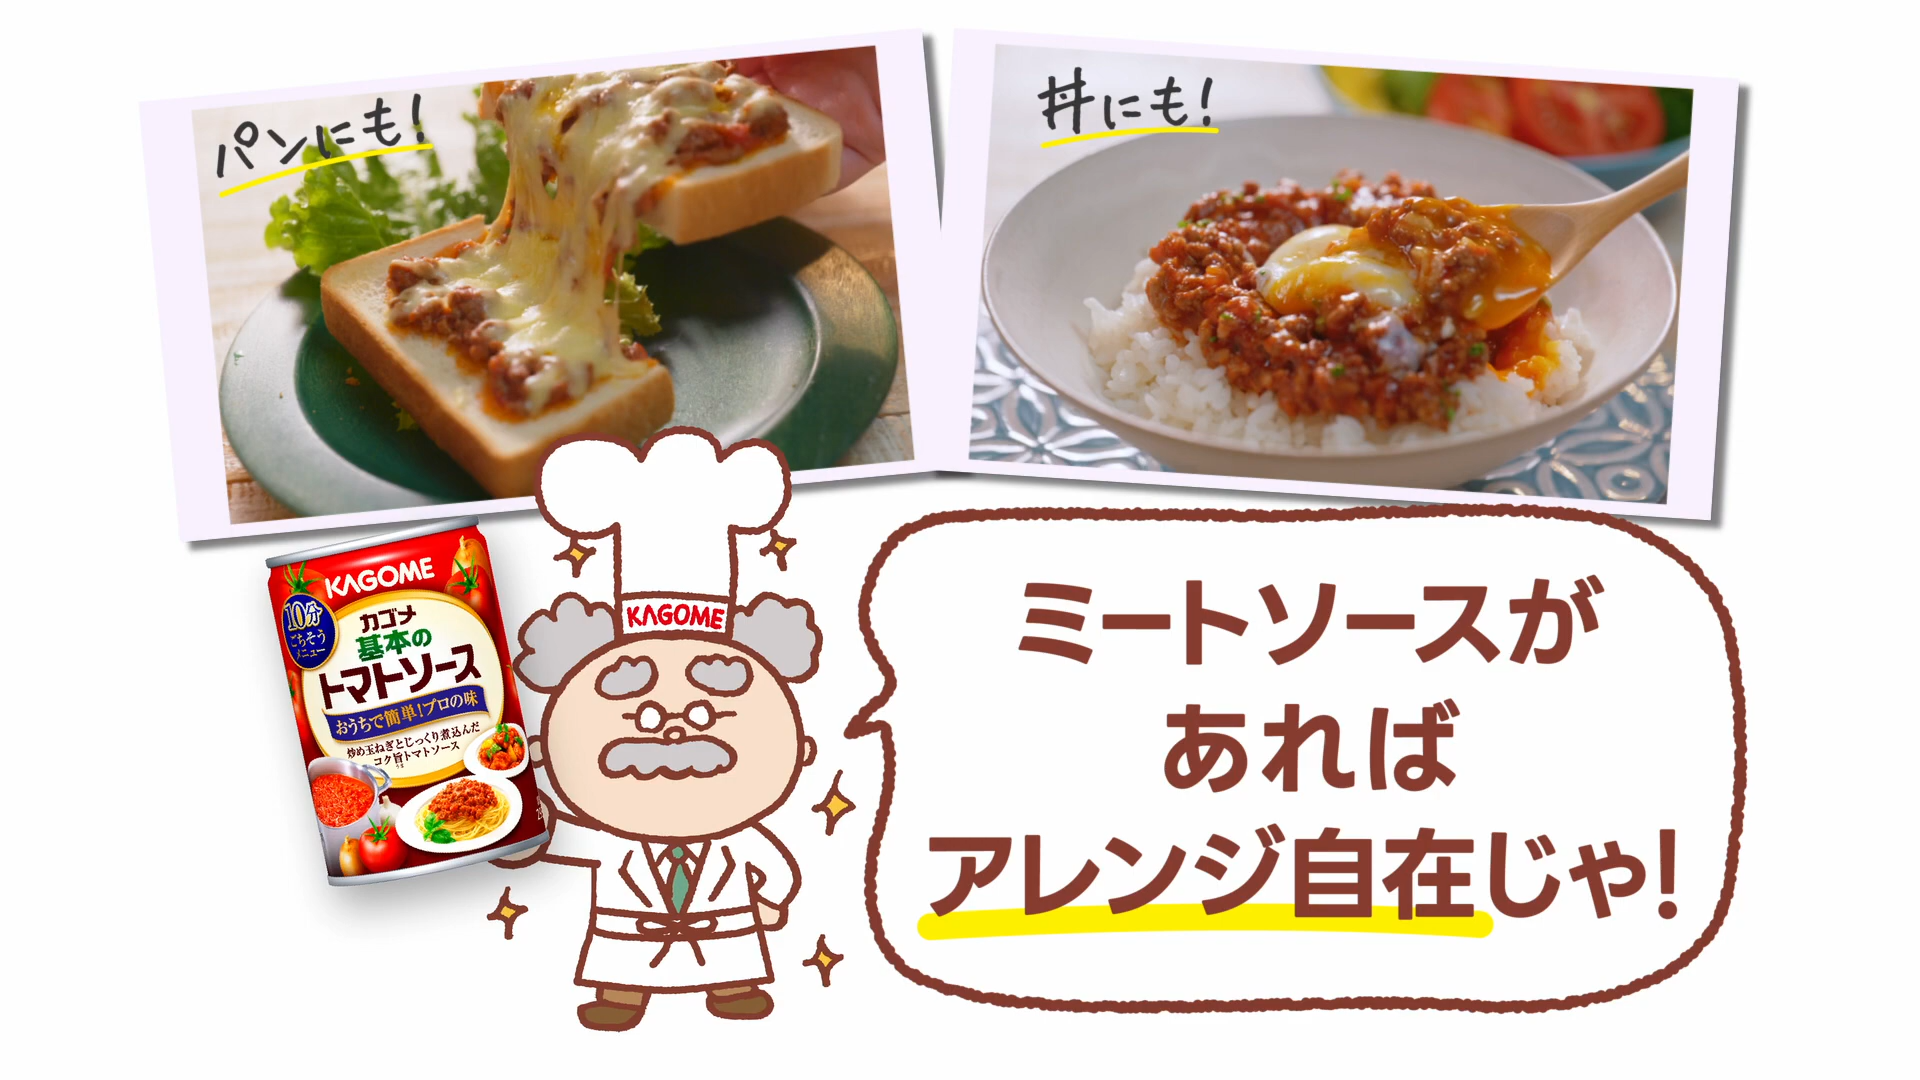 パンにも!
丼にも!
KAGOME
カゴメ
10分
ごちそう
メニュー
基本の
トマトソース
おうちで簡単!プロの味
炒め玉ねぎとじっくり煮込んだ
コク旨トマトソース
うま
KAGOME
ミートソースが
あれば
アレンジ自在じゃ!